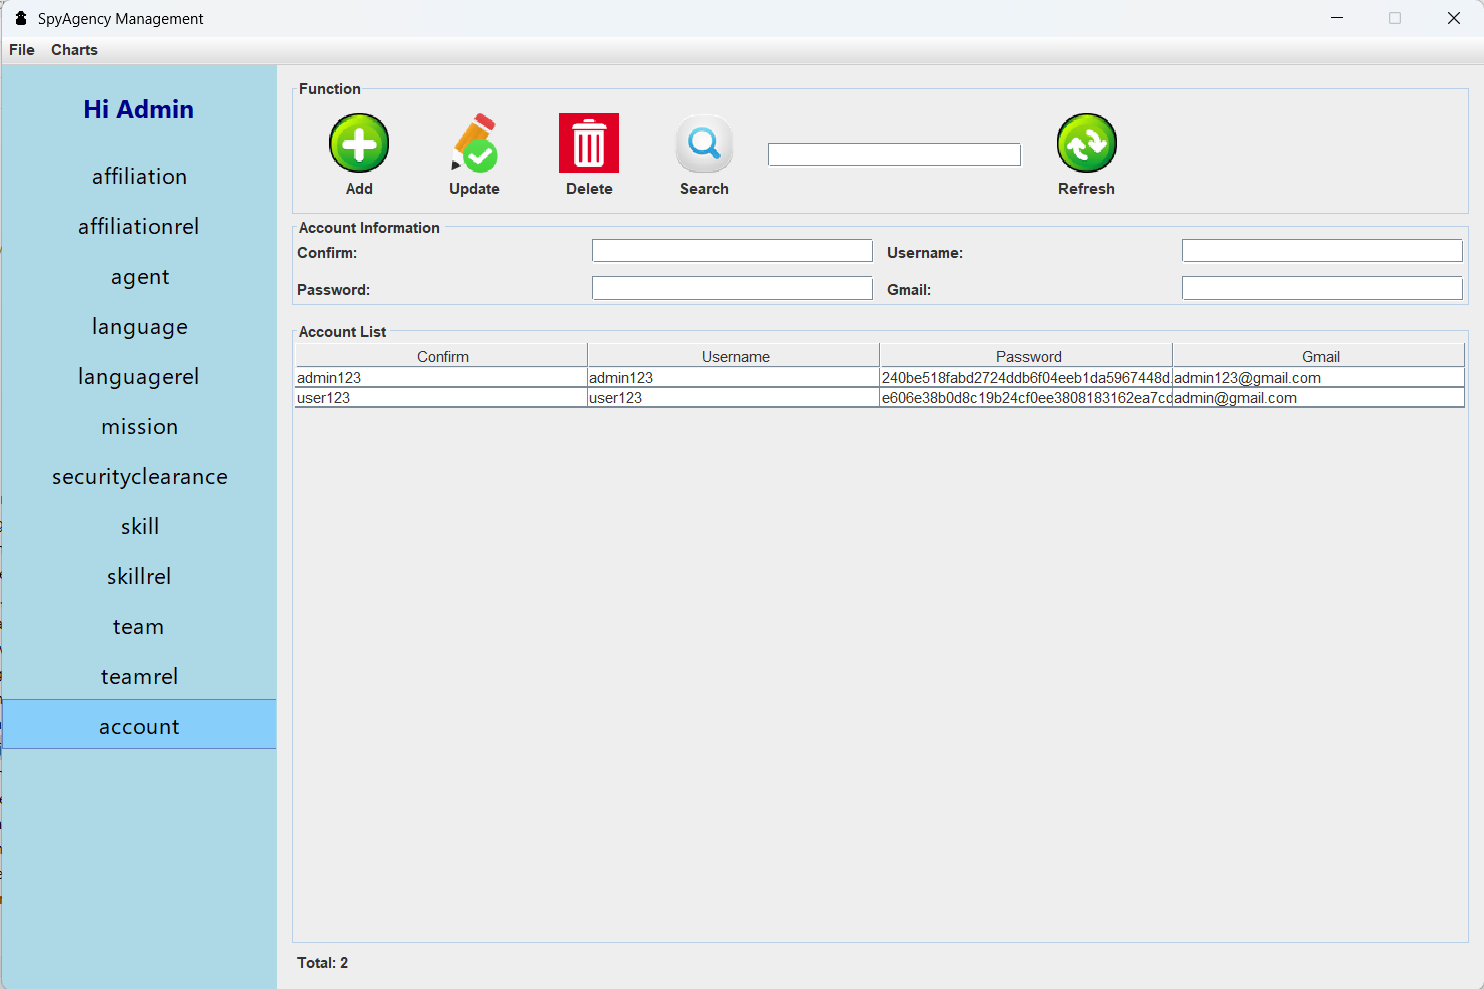 SpyAgency Management
File Charts
Hi Admin
affiliation
affiliationrel
agent
language
languagerel
mission
securityclearance
skill
skillrel
team
teamrel
account
Function
Add Update Delete Search Refresh
Account Information
Confirm: Username:
Password: Gmail:
Account List
Confirm Username Password Gmail
admin123 admin123 240be518fabd2724ddb6f04eeb1da5967448d. admin123@gmail.com
user123 user123 e606e38b0d8c19b24cf0ee3808183162ea7cc admin@gmail.com
Total: 2